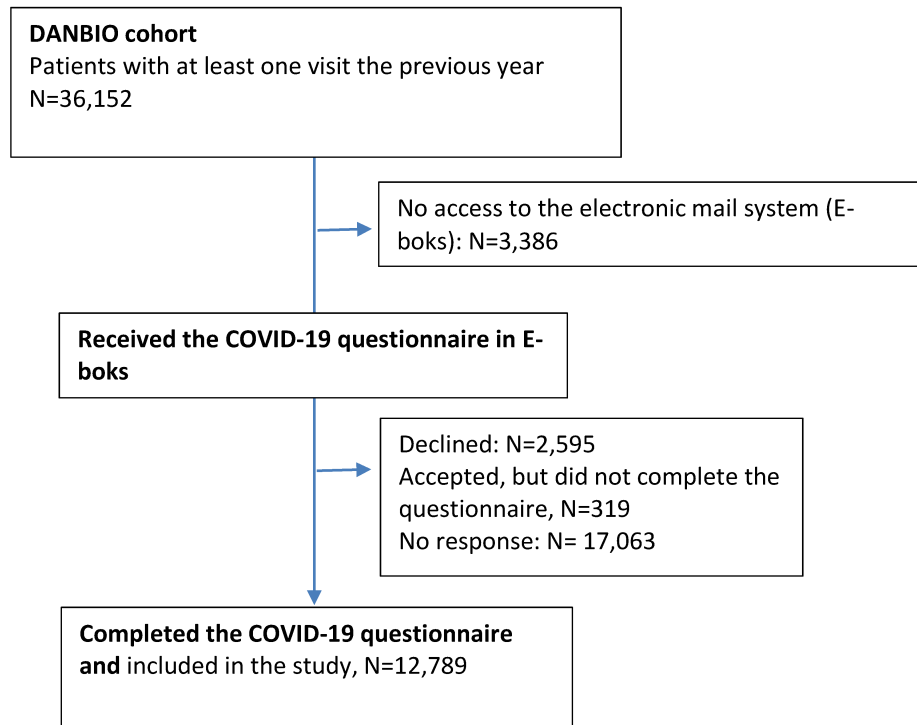 DANBIO cohort
Patients with at least one visit the previous year
N=36,152
No access to the electronic mail system (E-
boks): N=3,386
Received the COVID-19 questionnaire in E-
boks
Declined: N=2,595
Accepted, but did not complete the
questionnaire, N=319
No response: N= 17,063
Completed the COVID-19 questionnaire
and included in the study, N=12,789